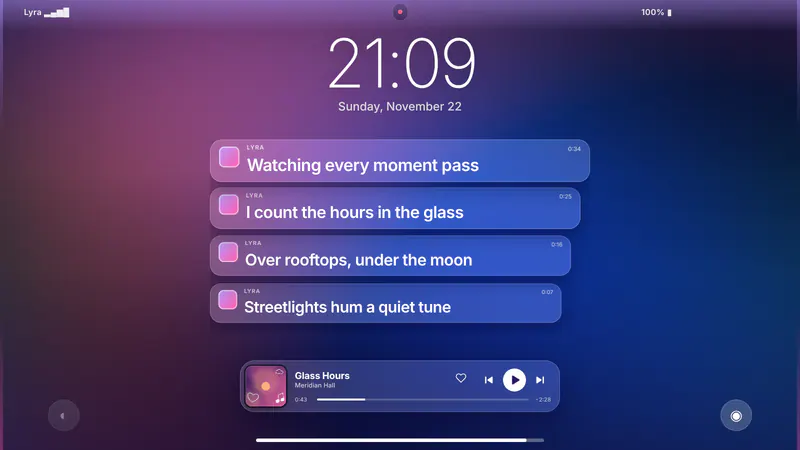 Lyra
100%
21:09
Sunday, November 22
LYRA
0:34
Watching every moment pass
LYRA
0:25
I count the hours in the glass
LYRA
0:16
Over rooftops, under the moon
LYRA
0:07
Streetlights hum a quiet tune
Glass Hours
Meridian Hall
0:43
-2:28